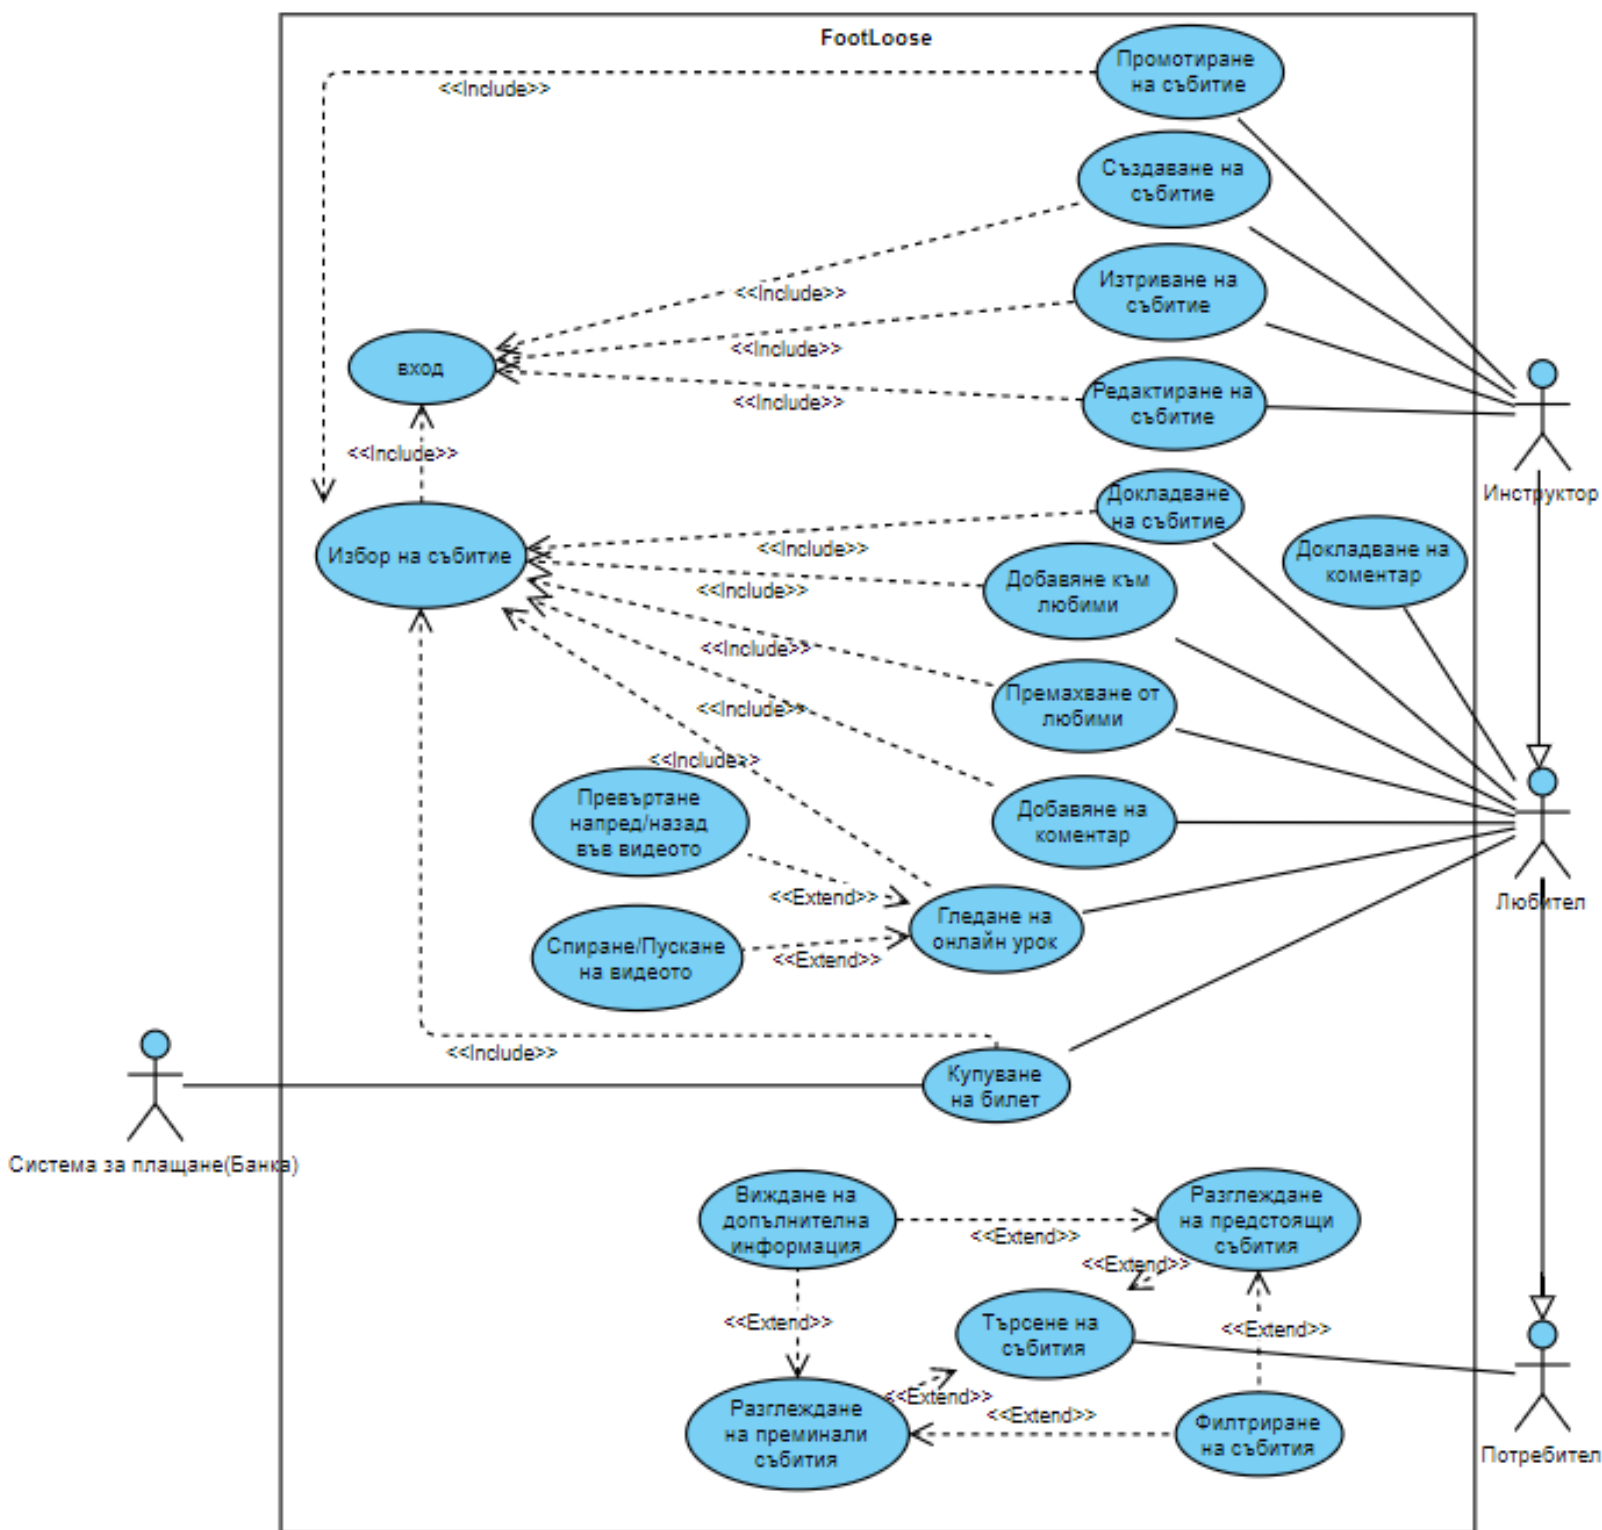 FootLoose
Промотиране
на събитие
<<Include>>
Създаване на
събитие
Изтриване на
събитие
<<Include>>
<<Include>>
вход
Редактиране на
събитие
<<Include>>
<<Include>>
Инструктор
Докладване
на събитие
Избор на събитие
<<Include>>
Докладване на
коментар
Добавяне към
любими
<<Include>>
<<Include>>
Премахване от
любими
<<Include>>
<<Include>>
Превъртане
напред/назад
във видеото
Добавяне на
коментар
<<Extend>>
Любител
Гледане на
онлайн урок
Спиране/Пускане
на видеото
<<Extend>>
<<Include>>
Купуване
на билет
Система за плащане(Банка)
Виждане на
допълнителна
информация
Разглеждане
на предстоящи
събития
<<Extend>>
<<Extend>>
<<Extend>>
Търсене на
събития
<<Extend>>
<<Extend>>
<<Extend>>
Разглеждане
на преминали
събития
Филтриране
на събития
Потребител